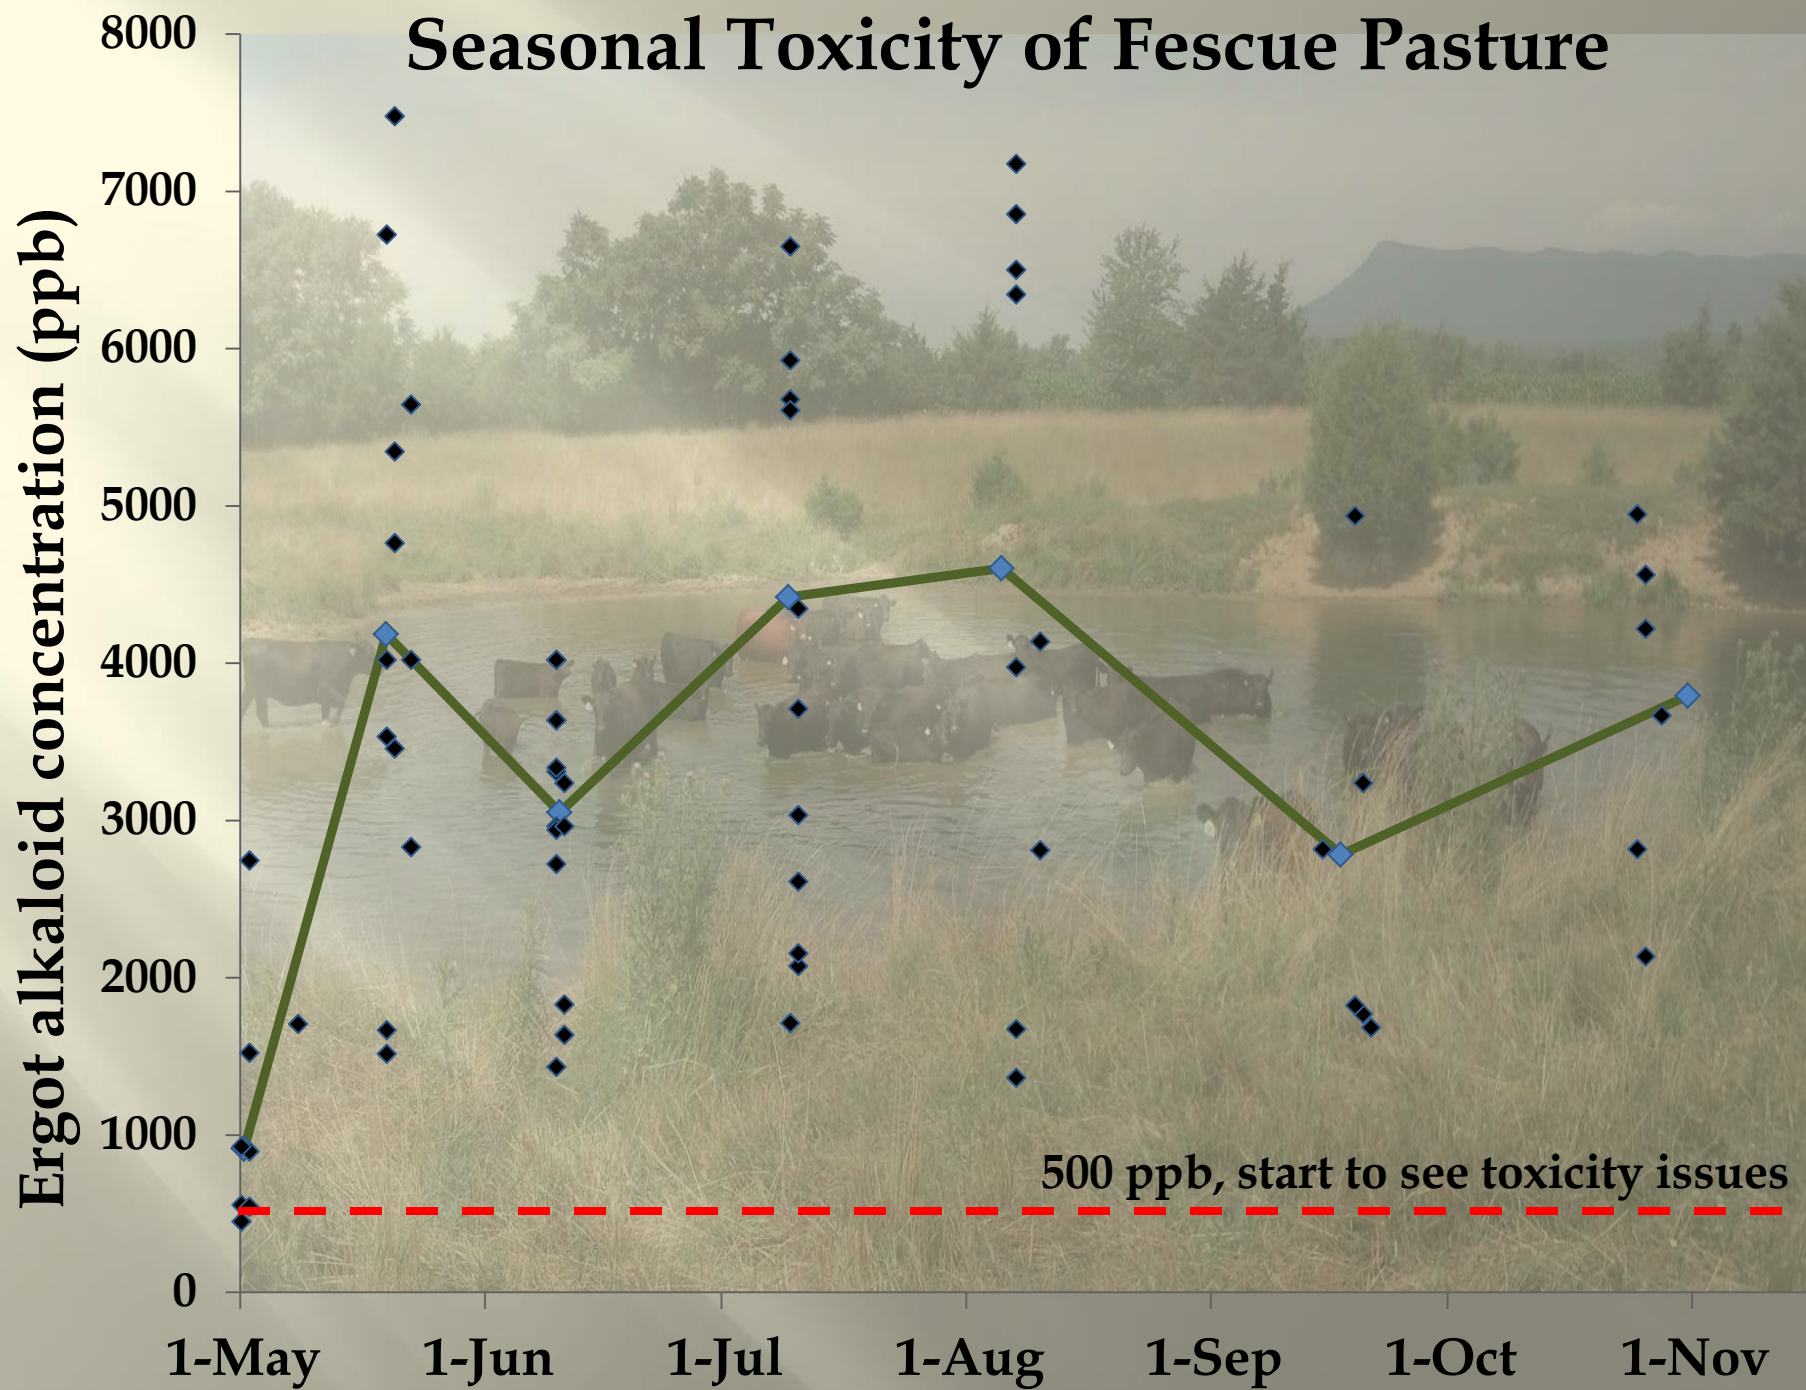 Seasonal Toxicity of Fescue Pasture
Ergot alkaloid concentration (ppb)
8000
7000
6000
5000
4000
3000
2000
1000
0
500 ppb, start to see toxicity issues
1-May 1-Jun 1-Jul 1-Aug 1-Sep 1-Oct 1-Nov